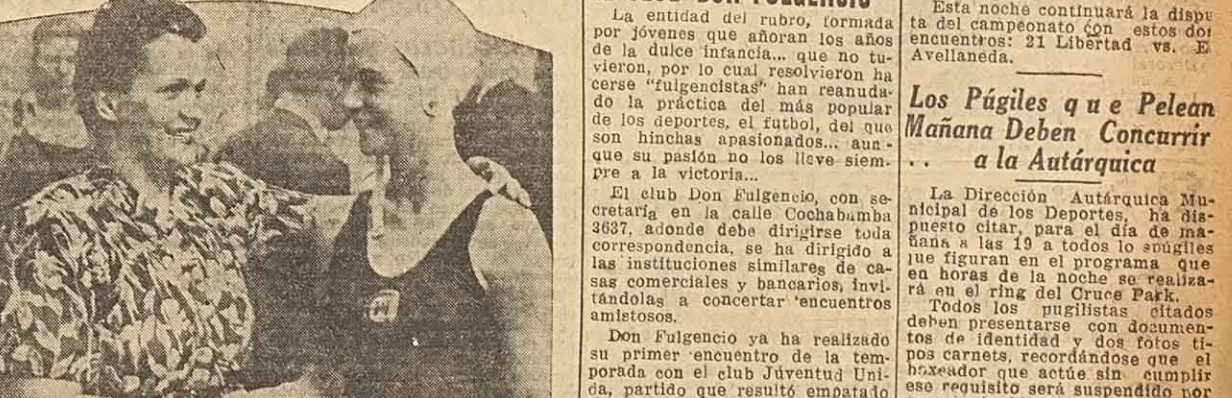 DON FULGENCIO
La entidad del rubro, formada
por jóvenes que añoran los años
de la dulce infancia... que no tu-
vieron, por lo cual resolvieron ha
cerse "fulgencistas" han reanuda-
do la práctica del más popular
de los deportes, el futbol, del que
son hinchas apasionados... aun-
que su pasión no los lleve siem-
pre a la victoria...
El club Don Fulgencio, con se-
cretaría en la calle Cochabamba
3637, adonde debe dirigirse toda
correspondencia, se ha dirigido a
las instituciones similares de ca-
sas comerciales y bancarios, invi-
tándolas a concertar encuentros
amistosos.
Don Fulgencio ya ha realizado
su primer encuentro de la tem-
porada con el club Juventud Uni-
da, partido que resultó empatado
Esta noche continuará la dispu
ta del campeonato con estos dos
encuentros: 21 Libertad vs. E
Avellaneda.
Los Púgiles que Pelean
Mañana Deben Concurrir
.. a la Autárquica
La Dirección Autárquica Mu-
nicipal de los Deportes, ha dis-
puesto citar, para el día de ma-
ñana a las 19 a todos lo spúgiles
que figuran en el programa que
en horas de la noche se realiza-
rá en el ring del Cruce Park.
Todos los pugilistas citados
deben presentarse con documen-
tos de identidad y dos fotos ti-
pos carnets, recordándose que el
boxeador que actúe sin cumplir
ese requisito será suspendido por